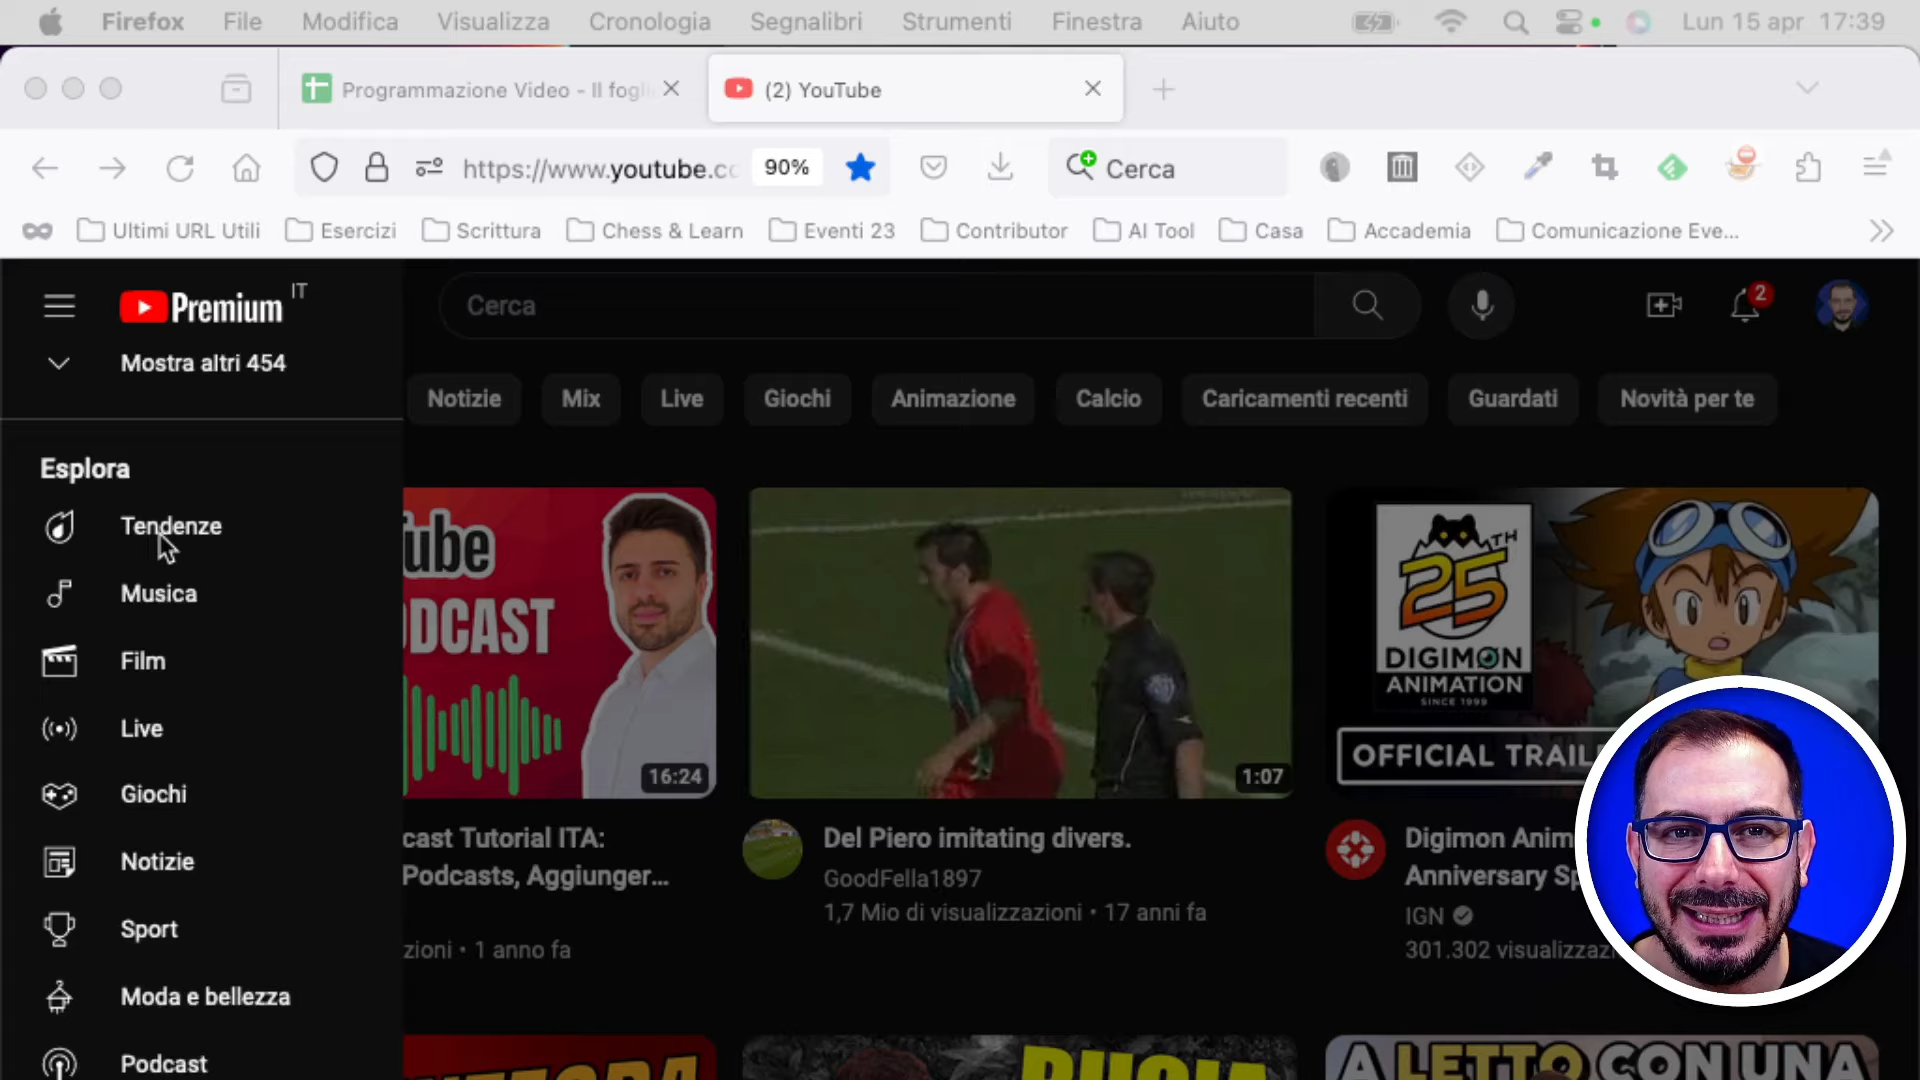 Firefox File Modifica Visualizza Cronologia Segnalibri Strumenti Finestra Aiuto Lun 15 apr 17:39
Programmazione Video - Il fogli
(2) YouTube
https://www.youtube.cc 90% Cerca
Ultimi URL Utili Esercizi Scrittura Chess & Learn Eventi 23 Contributor AI Tool Casa Accademia Comunicazione Eve...
Premium IT
Cerca
2
Mostra altri 454
Notizie Mix Live Giochi Animazione Calcio Caricamenti recenti Guardati Novità per te
Esplora
Tendenze
Musica
Film
Live
Giochi
Notizie
Sport
Moda e bellezza
Podcast
ube
DCAST
16:24
cast Tutorial ITA:
Podcasts, Aggiunger...
zioni • 1 anno fa
1:07
Del Piero imitating divers.
GoodFella1897
1,7 Mio di visualizzazioni • 17 anni fa
25TH
DIGIMON
ANIMATION
SINCE 1999
OFFICIAL TRAIL
Digimon Anim
Anniversary Sp
IGN
301.302 visualizzazi
A LETTO CON UNA